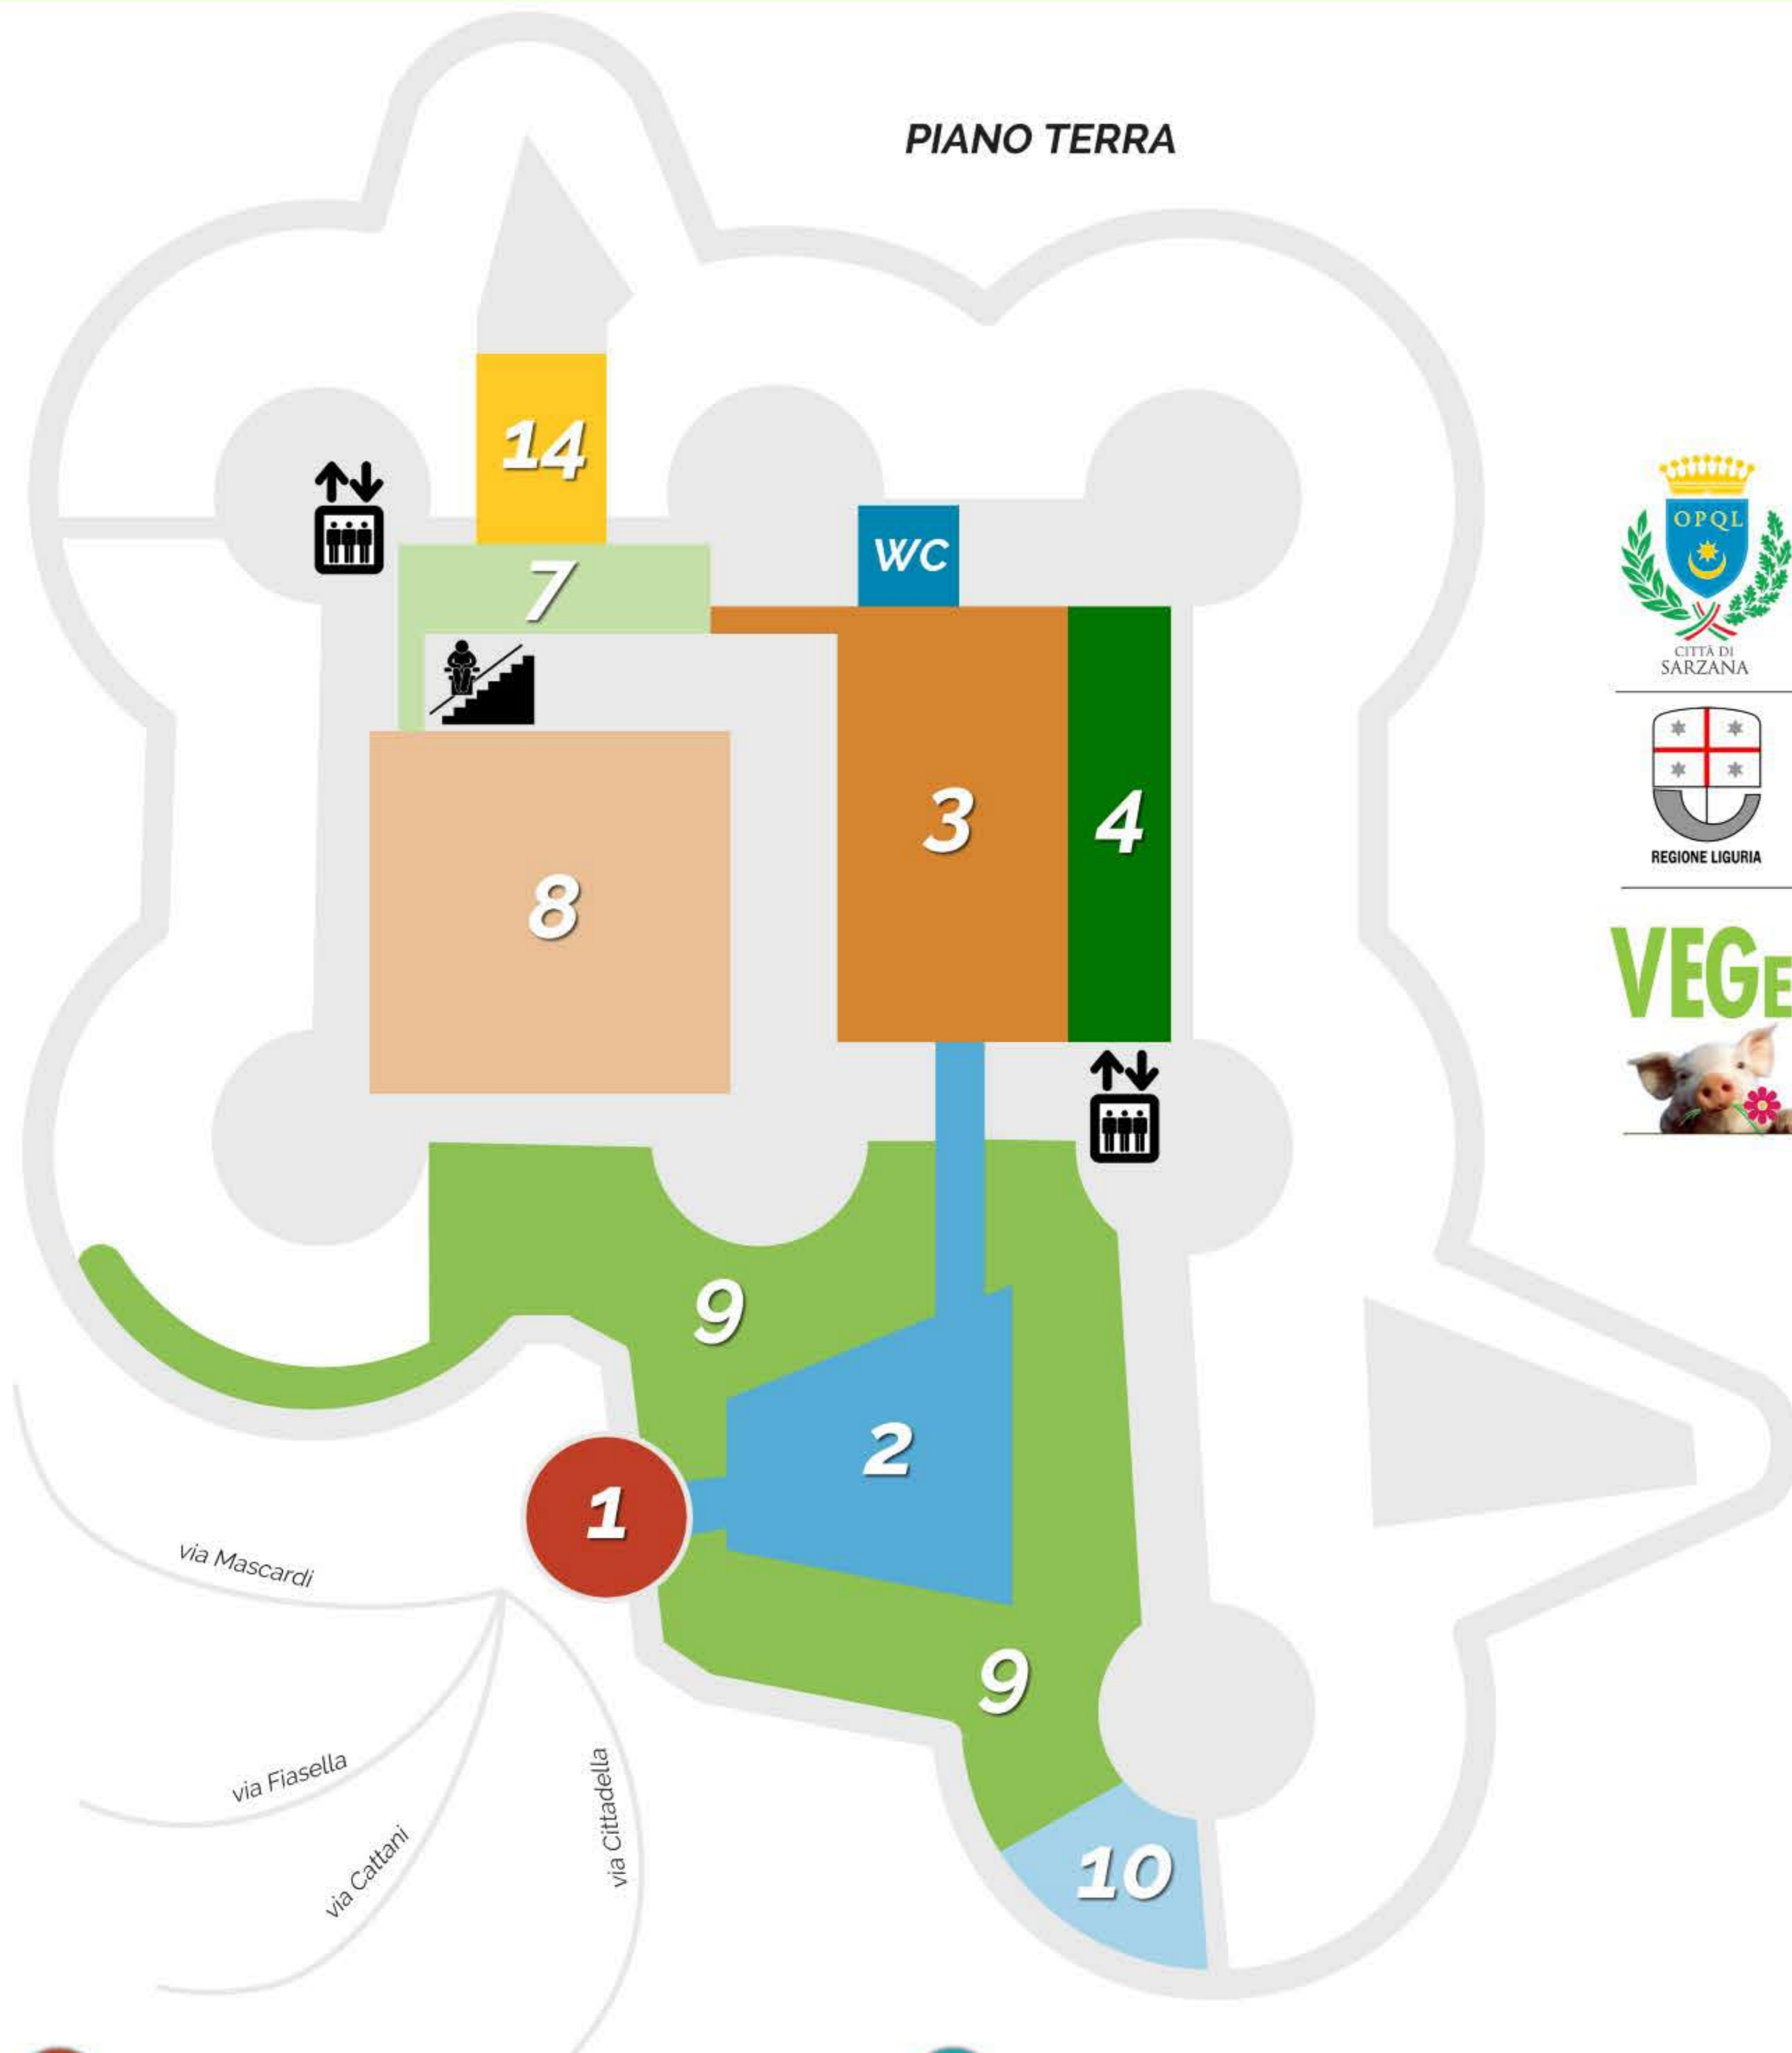 PIANO TERRA
14
7
WC
OPQL
CITTÀ DI
SARZANA
REGIONE LIGURIA
3
4
8
VEGE
9
2
1
via Mascardi
9
via Fiasella
via Cattani
via Cittadella
10